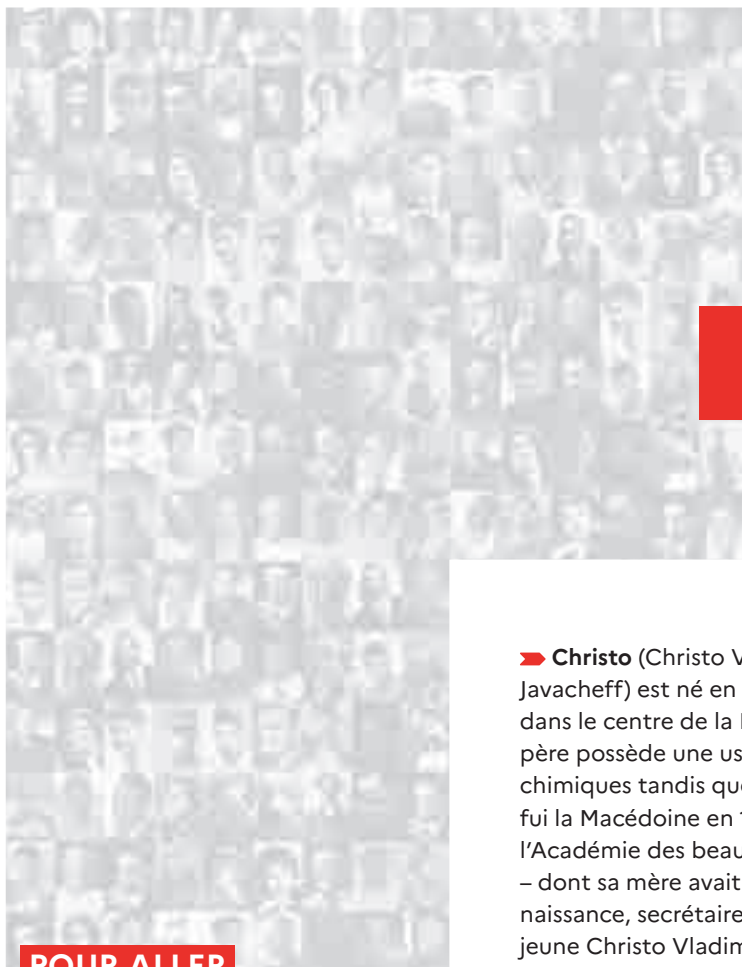 Christo (Christo V
Javacheff) est né en
dans le centre de la
père possède une us
chimiques tandis qu
fui la Macédoine en
l'Académie des beau
– dont sa mère avait
naissance, secrétaire
jeune Christo Vladim
POUR ALLER